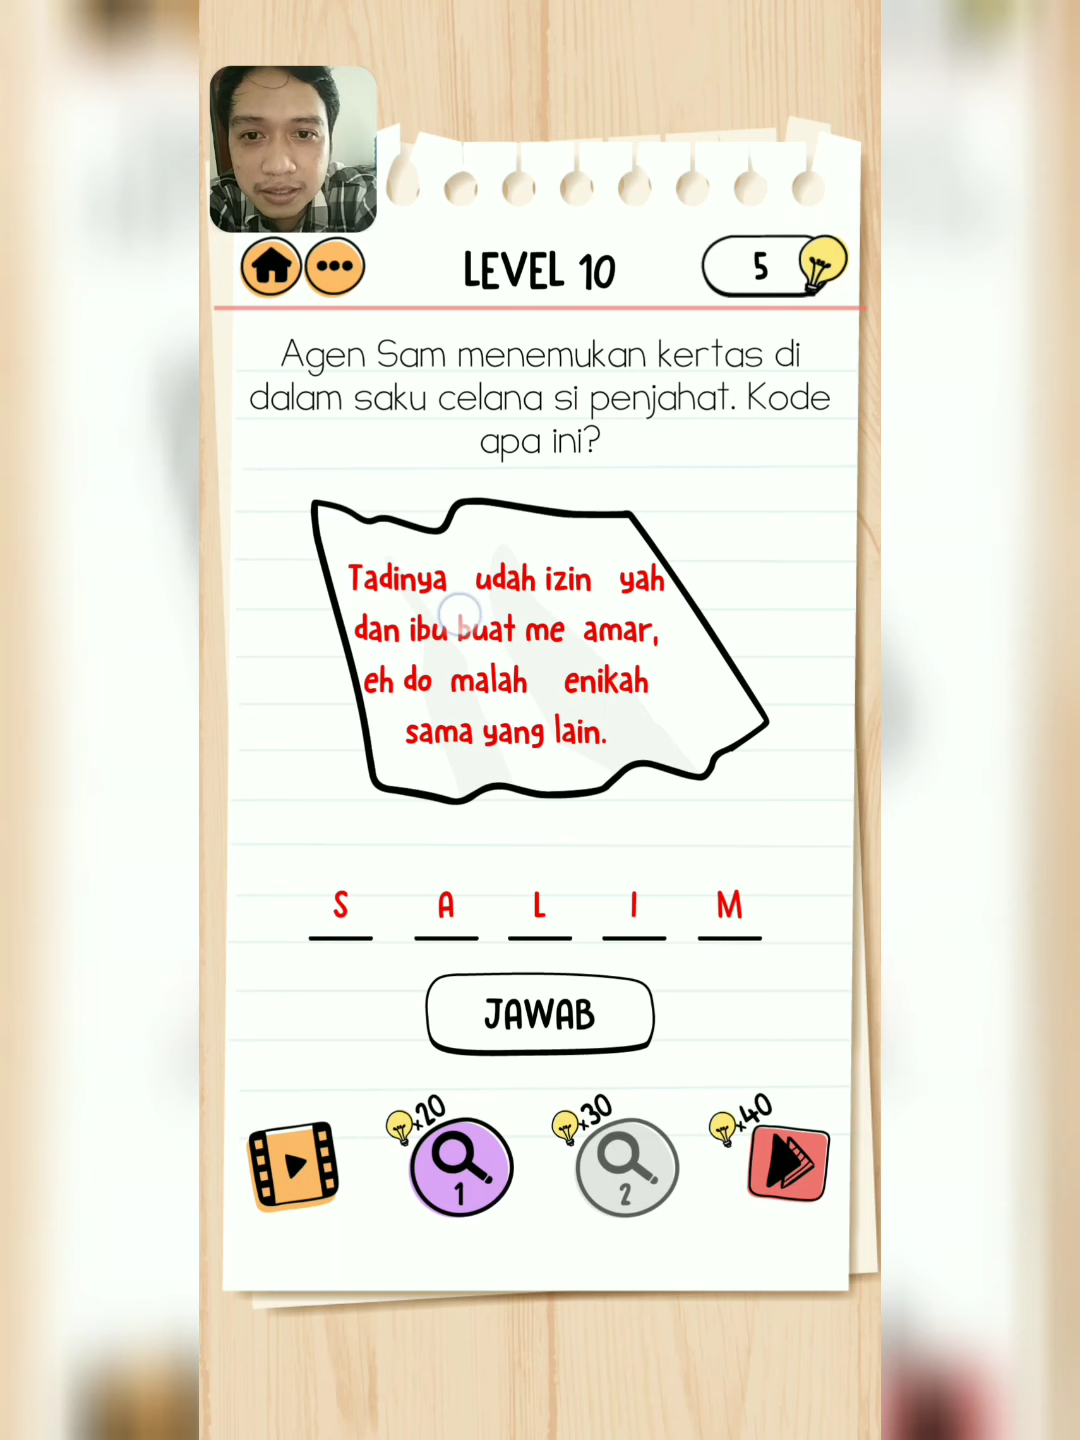 LEVEL 10
5
Agen Sam menemukan kertas di
dalam saku celana si penjahat. Kode
apa ini?
Tadinya udah izin yah
dan ibu buat me amar,
eh do malah enikah
sama yang lain.
S A L I M
JAWAB
x20
x30
x40
1
2